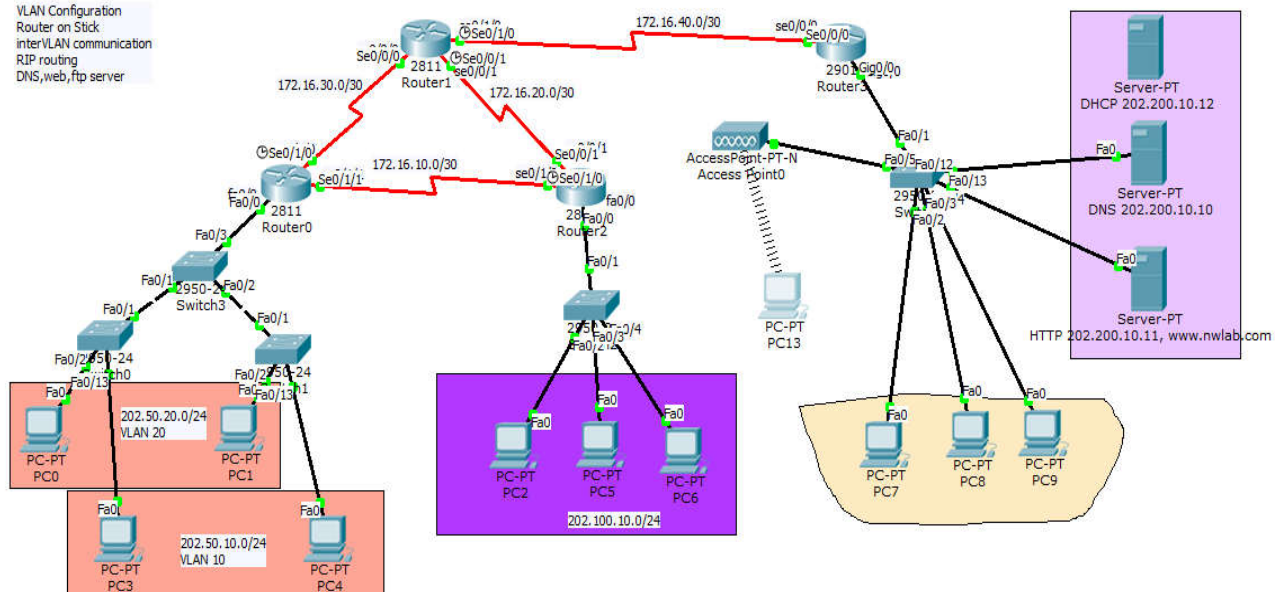 VLAN Configuration
Router on Stick
interVLAN communication
RIP routing
DNS,web,ftp server
Se0/1/0
172.16.40.0/30
se0/0/0
Se0/0/0
Se0/0/0
Se0/0/1
se0/0/1
2811
Router1
Router3
Gig0/0
172.16.30.0/30
172.16.20.0/30
Server-PT
DHCP 202.200.10.12
Fa0/1
AccessPoint-PT-N
Access Point0
Fa0/5
Fa0/12
Fa0/13
Fa0
Server-PT
DNS 202.200.10.10
Se0/1/0
172.16.10.0/30
Se0/0/1
Se0/1/1
se0/1/
Se0/1/0
fa0/0
Fa0/0
2811
Router0
Fa0/0
Router2
Fa0/3
Fa0/2
Fa0/3
Fa0/1
Fa0/1
Fa0/2
Switch3
Fa0
Server-PT
HTTP 202.200.10.11, www.nwlab.com
PC-PT
PC13
Fa0/1
Fa0/1
Fa0/2
Fa0/13
Fa0/2
Fa0/13
Fa0
202.50.20.0/24
VLAN 20
PC-PT
PC0
PC-PT
PC1
Fa0
Fa0
Fa0
PC-PT
PC2
PC-PT
PC5
PC-PT
PC6
202.100.10.0/24
Fa0
Fa0
Fa0
PC-PT
PC7
PC-PT
PC8
PC-PT
PC9
Fa0
Fa0
202.50.10.0/24
VLAN 10
PC-PT
PC3
PC-PT
PC4